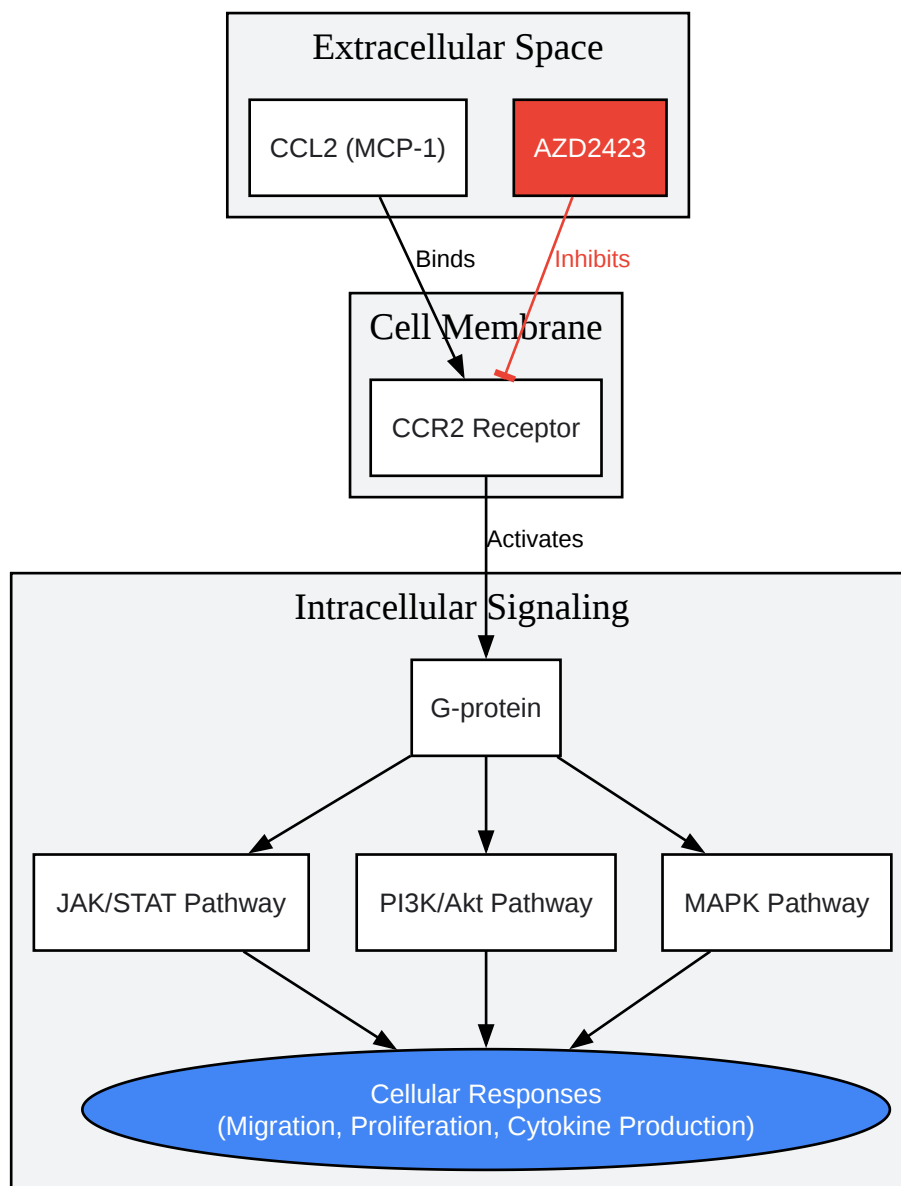 Extracellular Space
CCL2 (MCP-1)
AZD2423
Binds
Inhibits
Cell Membrane
CCR2 Receptor
Activates
Intracellular Signaling
G-protein
JAK/STAT Pathway
PI3K/Akt Pathway
MAPK Pathway
Cellular Responses
(Migration, Proliferation, Cytokine Production)